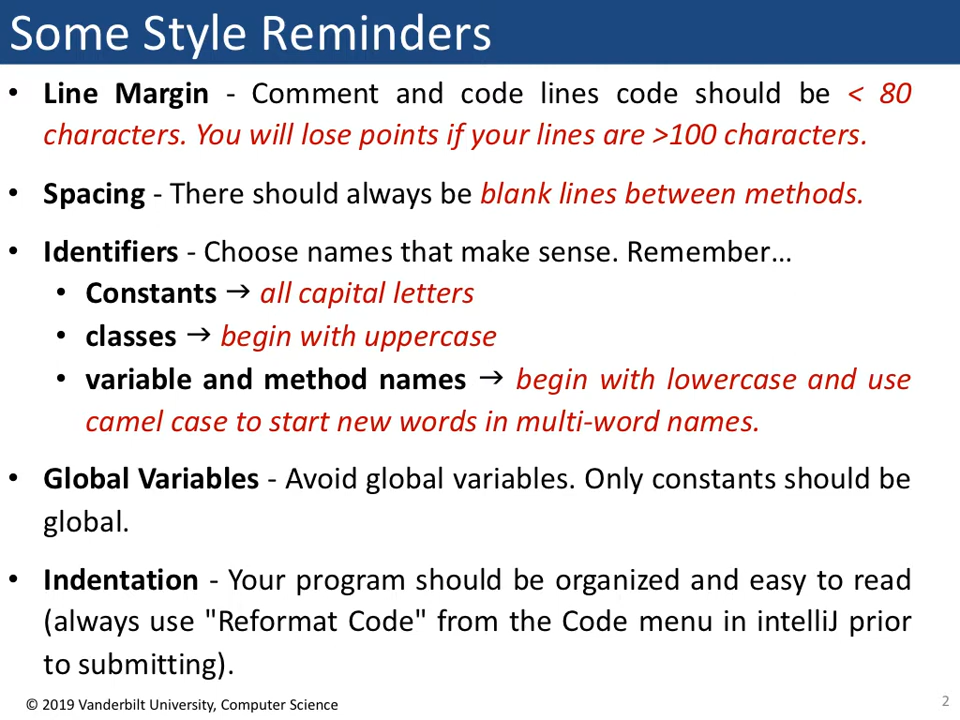 Some Style Reminders
• Line Margin - Comment and code lines code should be < 80
characters. You will lose points if your lines are >100 characters.
• Spacing - There should always be blank lines between methods.
• Identifiers - Choose names that make sense. Remember…
• Constants → all capital letters
• classes → begin with uppercase
• variable and method names → begin with lowercase and use
camel case to start new words in multi-word names.
• Global Variables - Avoid global variables. Only constants should be
global.
• Indentation - Your program should be organized and easy to read
(always use "Reformat Code" from the Code menu in intelliJ prior
to submitting).
© 2019 Vanderbilt University, Computer Science
2